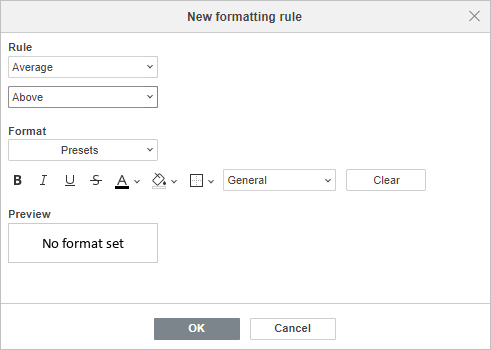 New formatting rule
Rule
Average
Above
Format
Presets
B I U S A General Clear
Preview
No format set
OK Cancel